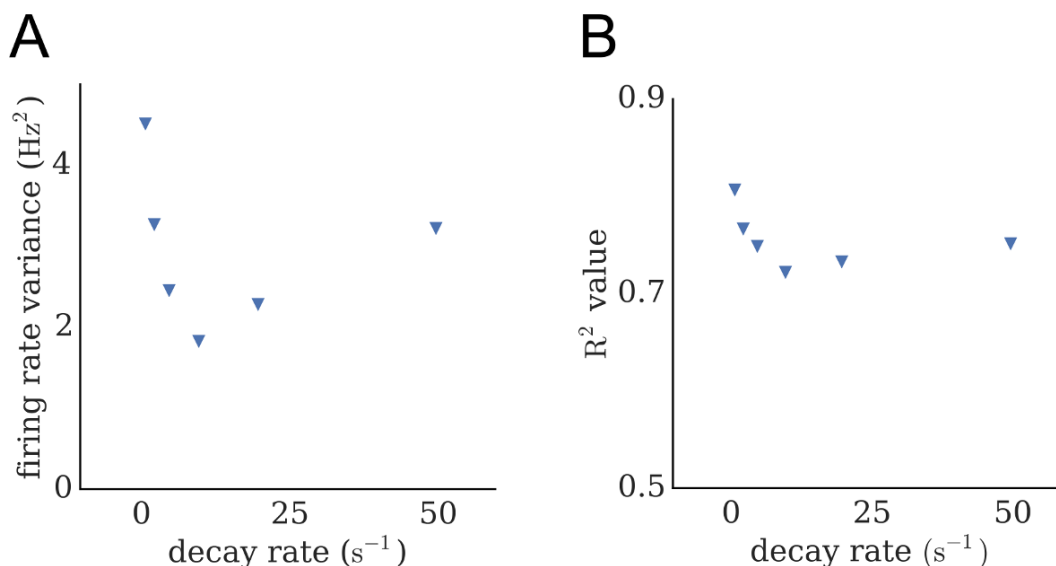 A
firing rate variance (Hz²)
4
2
0
0 25 50
decay rate (s⁻¹)
B
R² value
0.9
0.7
0.5
0 25 50
decay rate (s⁻¹)